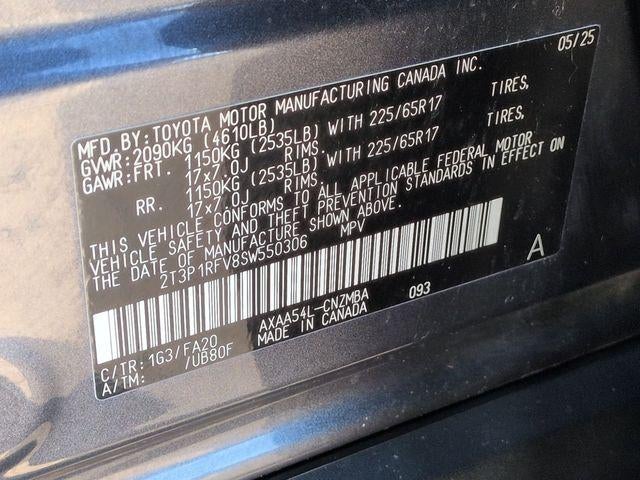 05/25
MFD. BY: TOYOTA MOTOR MANUFACTURING CANADA INC.
GVWR: 2090KG (4610LB)
GAWR: FRT. 1150KG (2535LB) WITH 225/65R17 TIRES,
17x7.0J RIMS.
RR. 1150KG (2535LB) WITH 225/65R17 TIRES,
17x7.0J RIMS.
THIS VEHICLE CONFORMS TO ALL APPLICABLE FEDERAL MOTOR
VEHICLE SAFETY AND THEFT PREVENTION STANDARDS IN EFFECT ON
THE DATE OF MANUFACTURE SHOWN ABOVE.
2T3P1RFV8SW550306 MPV
A
C/TR: 1G3/FA20 AXAA54L-CNZMBA 093
A/TM: /UB80F MADE IN CANADA